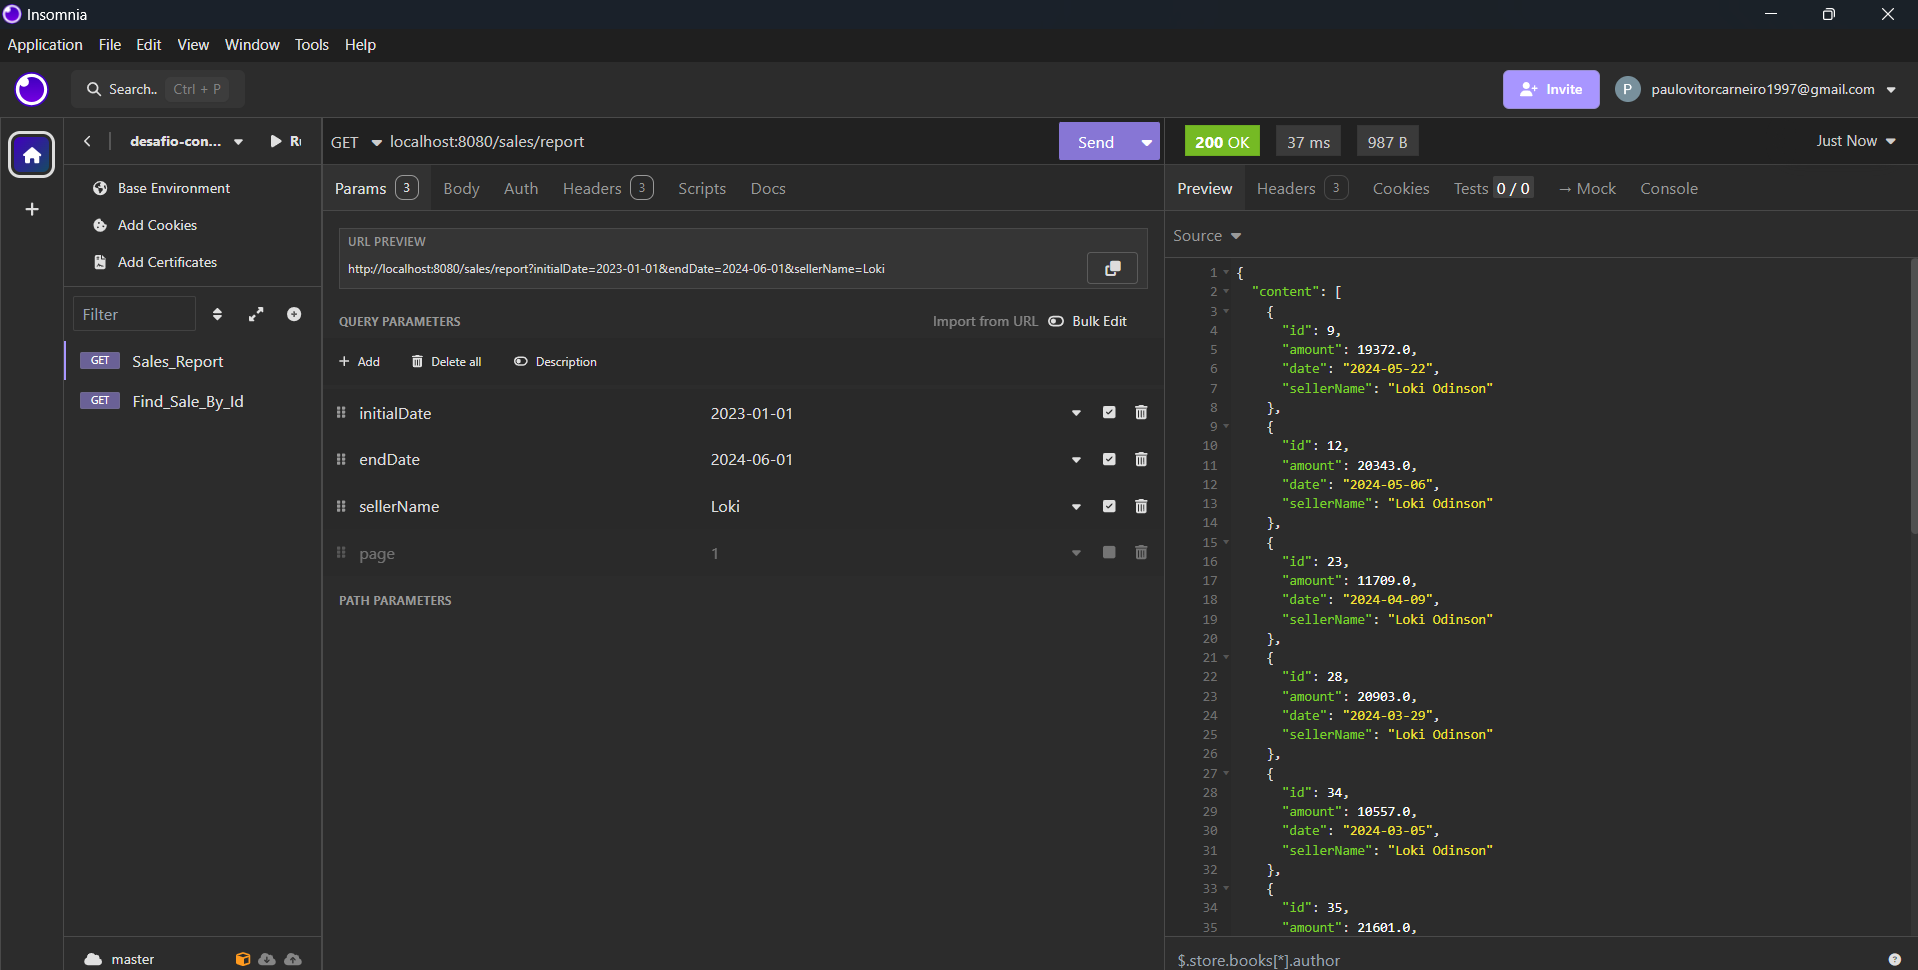 Insomnia
Application File Edit View Window Tools Help
Search.. Ctrl + P
Invite
P paulovitorcarneiro1997@gmail.com
desafio-con...
GET localhost:8080/sales/report
Send
200 OK 37 ms 987 B
Just Now
Base Environment
Add Cookies
Add Certificates
Filter
GET Sales_Report
GET Find_Sale_By_Id
master
Params 3 Body Auth Headers 3 Scripts Docs
URL PREVIEW
http://localhost:8080/sales/report?initialDate=2023-01-01&endDate=2024-06-01&sellerName=Loki
QUERY PARAMETERS
Import from URL Bulk Edit
Add Delete all Description
initialDate 2023-01-01
endDate 2024-06-01
sellerName Loki
page 1
PATH PARAMETERS
Preview Headers 3 Cookies Tests 0 / 0 → Mock Console
Source
1 {
2 "content": [
3 {
4 "id": 9,
5 "amount": 19372.0,
6 "date": "2024-05-22",
7 "sellerName": "Loki Odinson"
8 },
9 {
10 "id": 12,
11 "amount": 20343.0,
12 "date": "2024-05-06",
13 "sellerName": "Loki Odinson"
14 },
15 {
16 "id": 23,
17 "amount": 11709.0,
18 "date": "2024-04-09",
19 "sellerName": "Loki Odinson"
20 },
21 {
22 "id": 28,
23 "amount": 20903.0,
24 "date": "2024-03-29",
25 "sellerName": "Loki Odinson"
26 },
27 {
28 "id": 34,
29 "amount": 10557.0,
30 "date": "2024-03-05",
31 "sellerName": "Loki Odinson"
32 },
33 {
34 "id": 35,
35 "amount": 21601.0,
$.store.books[*].author